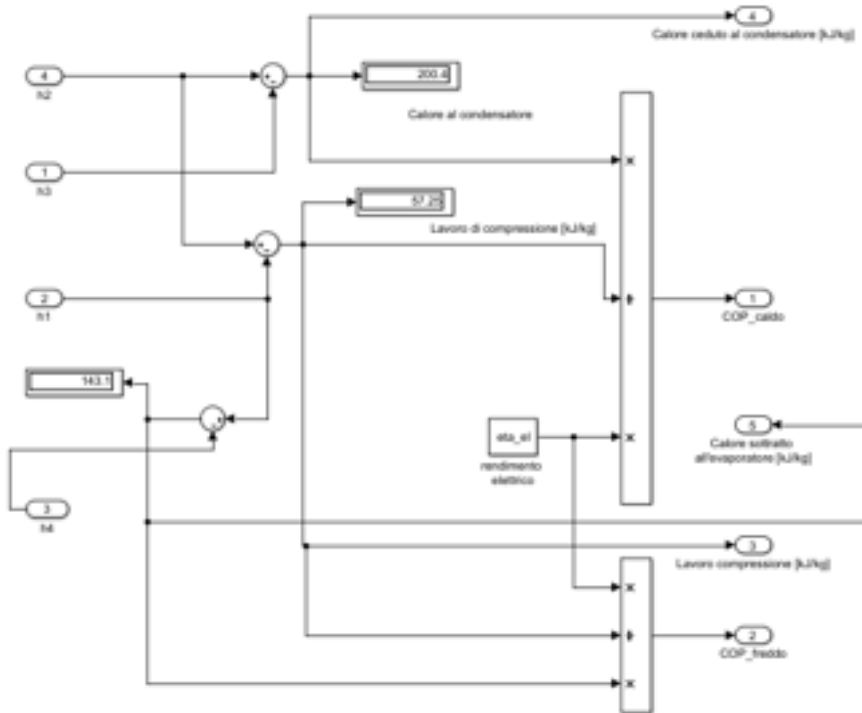 4
Calore ceduto al condensatore [kJ/kg]
4
h2
200.4
Calore al condensatore
1
h3
57.25
Lavoro di compressione [kJ/kg]
2
h1
1
COP_caldo
143.1
eta_el
rendimento
elettrico
5
Calore sottratto
all'evaporatore [kJ/kg]
3
h4
3
Lavoro compressione [kJ/kg]
2
COP_freddo